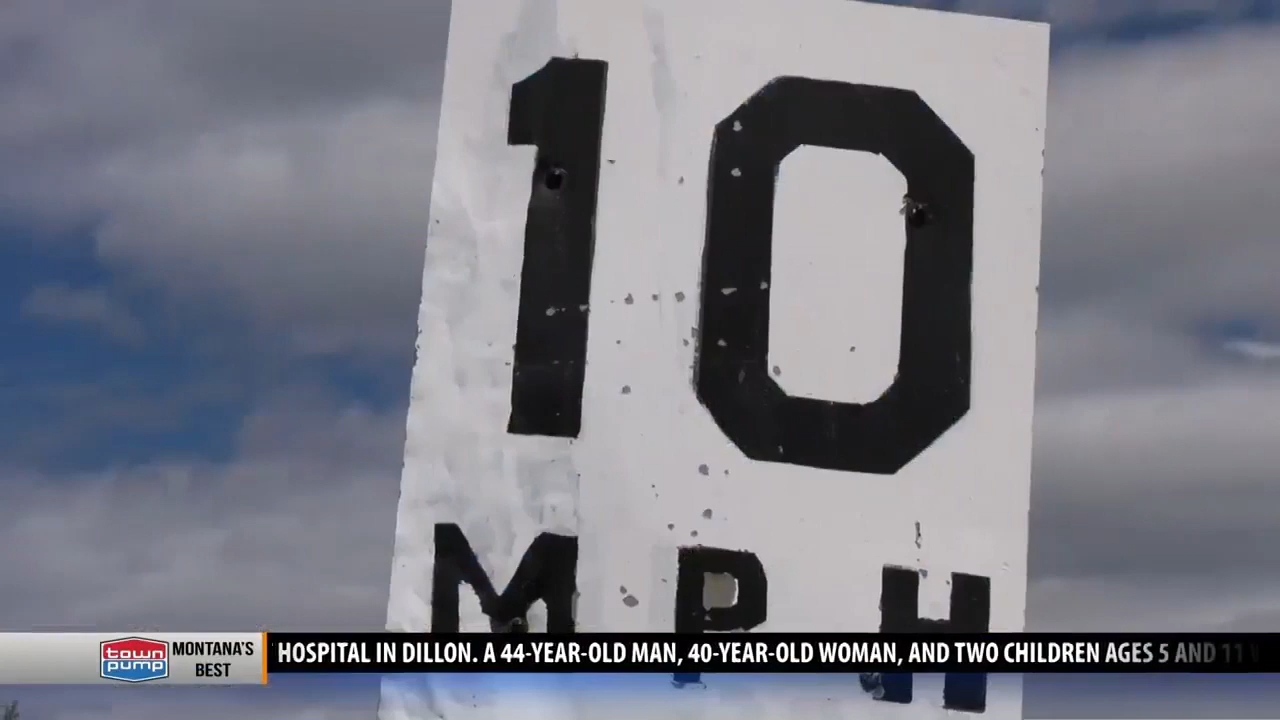 10
MPH
town
pump
MONTANA'S
BEST
HOSPITAL IN DILLON. A 44-YEAR-OLD MAN, 40-YEAR-OLD WOMAN, AND TWO CHILDREN AGES 5 AND 11